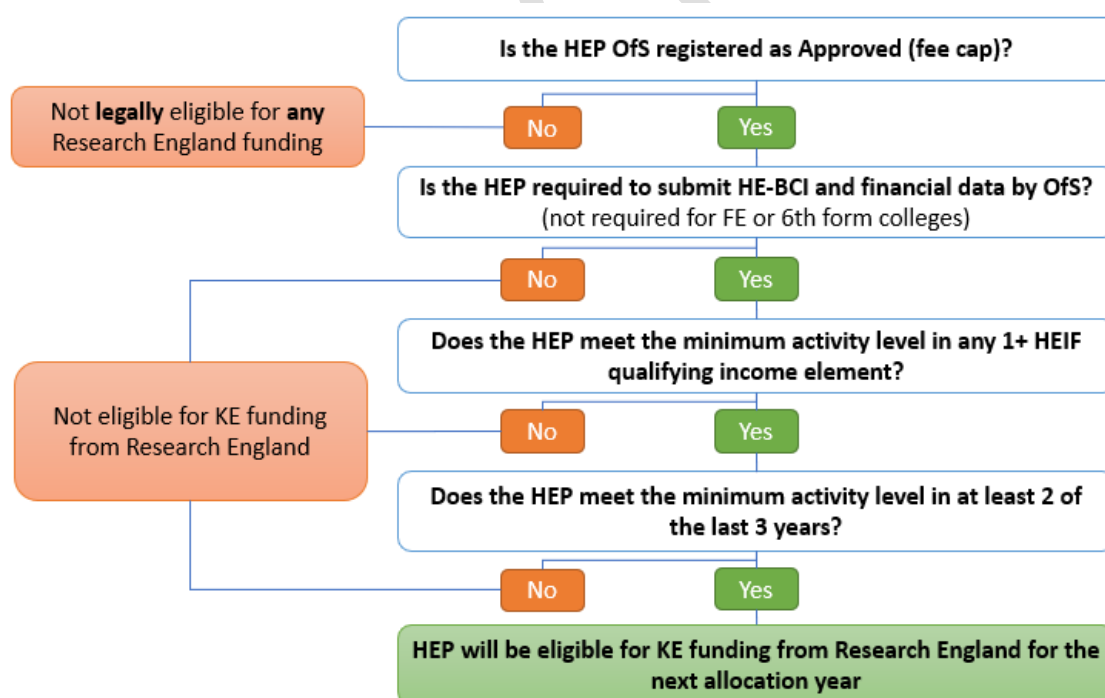 Is the HEP OfS registered as Approved (fee cap)?
Not legally eligible for any
Research England funding
No
Yes
Is the HEP required to submit HE-BCI and financial data by OfS?
(not required for FE or 6th form colleges)
No
Yes
Does the HEP meet the minimum activity level in any 1+ HEIF
qualifying income element?
Not eligible for KE funding
from Research England
No
Yes
Does the HEP meet the minimum activity level in at least 2 of
the last 3 years?
No
Yes
HEP will be eligible for KE funding from Research England for the
next allocation year